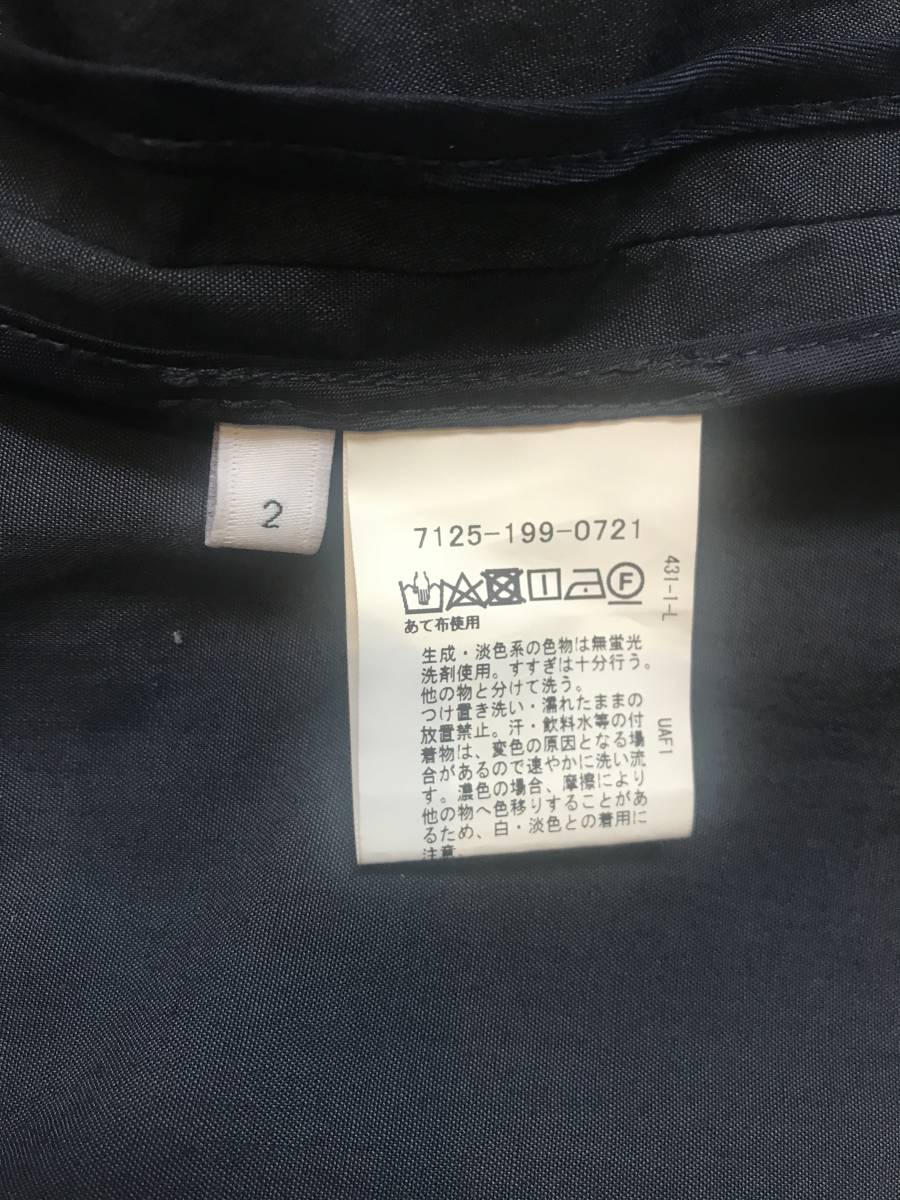 2
7125-199-0721
あて布使用
生成・淡色系の色物は無蛍光
洗剤使用。すすぎは十分行う。
他の物と分けて洗う。
つけ置き洗い・濡れたままの
放置禁止。汗・飲料水等の付
着物は、変色の原因となる場
合があるので速やかに洗い流
す。濃色の場合、摩擦により
他の物へ色移りすることがあ
るため、白・淡色との着用に
注意。
431-1-L
UAF1